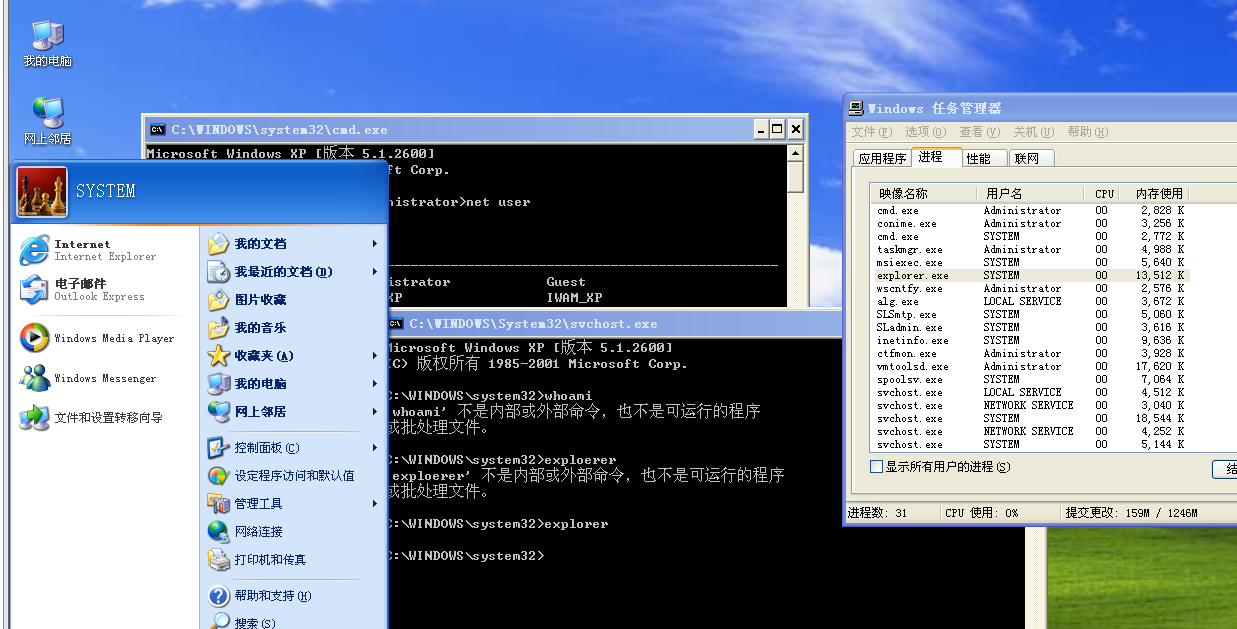 我的电脑
网上邻居
C:\WINDOWS\system32\cmd.exe
Microsoft Windows XP [版本 5.1.2600]
ft Corp.
nistrator>net user
istrator Guest
XP IWAM_XP
C:\WINDOWS\System32\svchost.exe
Microsoft Windows XP [版本 5.1.2600]
(C) 版权所有 1985-2001 Microsoft Corp.
C:\WINDOWS\system32>whoami
'whoami' 不是内部或外部命令，也不是可运行的程序
或批处理文件。
C:\WINDOWS\system32>exploerer
'exploerer' 不是内部或外部命令，也不是可运行的程序
或批处理文件。
C:\WINDOWS\system32>explorer
C:\WINDOWS\system32>
SYSTEM
Internet
Internet Explorer
电子邮件
Outlook Express
Windows Media Player
Windows Messenger
文件和设置转移向导
我的文档
我最近的文档(D)
图片收藏
我的音乐
收藏夹(A)
我的电脑
网上邻居
控制面板(C)
设定程序访问和默认值
管理工具
网络连接
打印机和传真
帮助和支持(H)
搜索(S)
Windows 任务管理器
文件(F) 选项(O) 查看(V) 关机(U) 帮助(H)
应用程序 进程 性能 联网
映像名称 用户名 CPU 内存使用
cmd.exe Administrator 00 2,828 K
conime.exe Administrator 00 3,256 K
cmd.exe SYSTEM 00 2,772 K
taskmgr.exe Administrator 00 4,988 K
msiexec.exe SYSTEM 00 5,640 K
explorer.exe SYSTEM 00 13,512 K
wscntfy.exe Administrator 00 2,576 K
alg.exe LOCAL SERVICE 00 3,672 K
SLSmtp.exe SYSTEM 00 5,060 K
SLadmin.exe SYSTEM 00 3,616 K
inetinfo.exe SYSTEM 00 9,636 K
ctfmon.exe Administrator 00 3,928 K
vmtoolsd.exe Administrator 00 17,620 K
spoolsv.exe SYSTEM 00 7,064 K
svchost.exe LOCAL SERVICE 00 4,512 K
svchost.exe NETWORK SERVICE 00 3,040 K
svchost.exe SYSTEM 00 18,544 K
svchost.exe NETWORK SERVICE 00 4,252 K
svchost.exe SYSTEM 00 5,144 K
显示所有用户的进程(S)
结
进程数: 31 CPU 使用: 0% 提交更改: 159M / 1246M